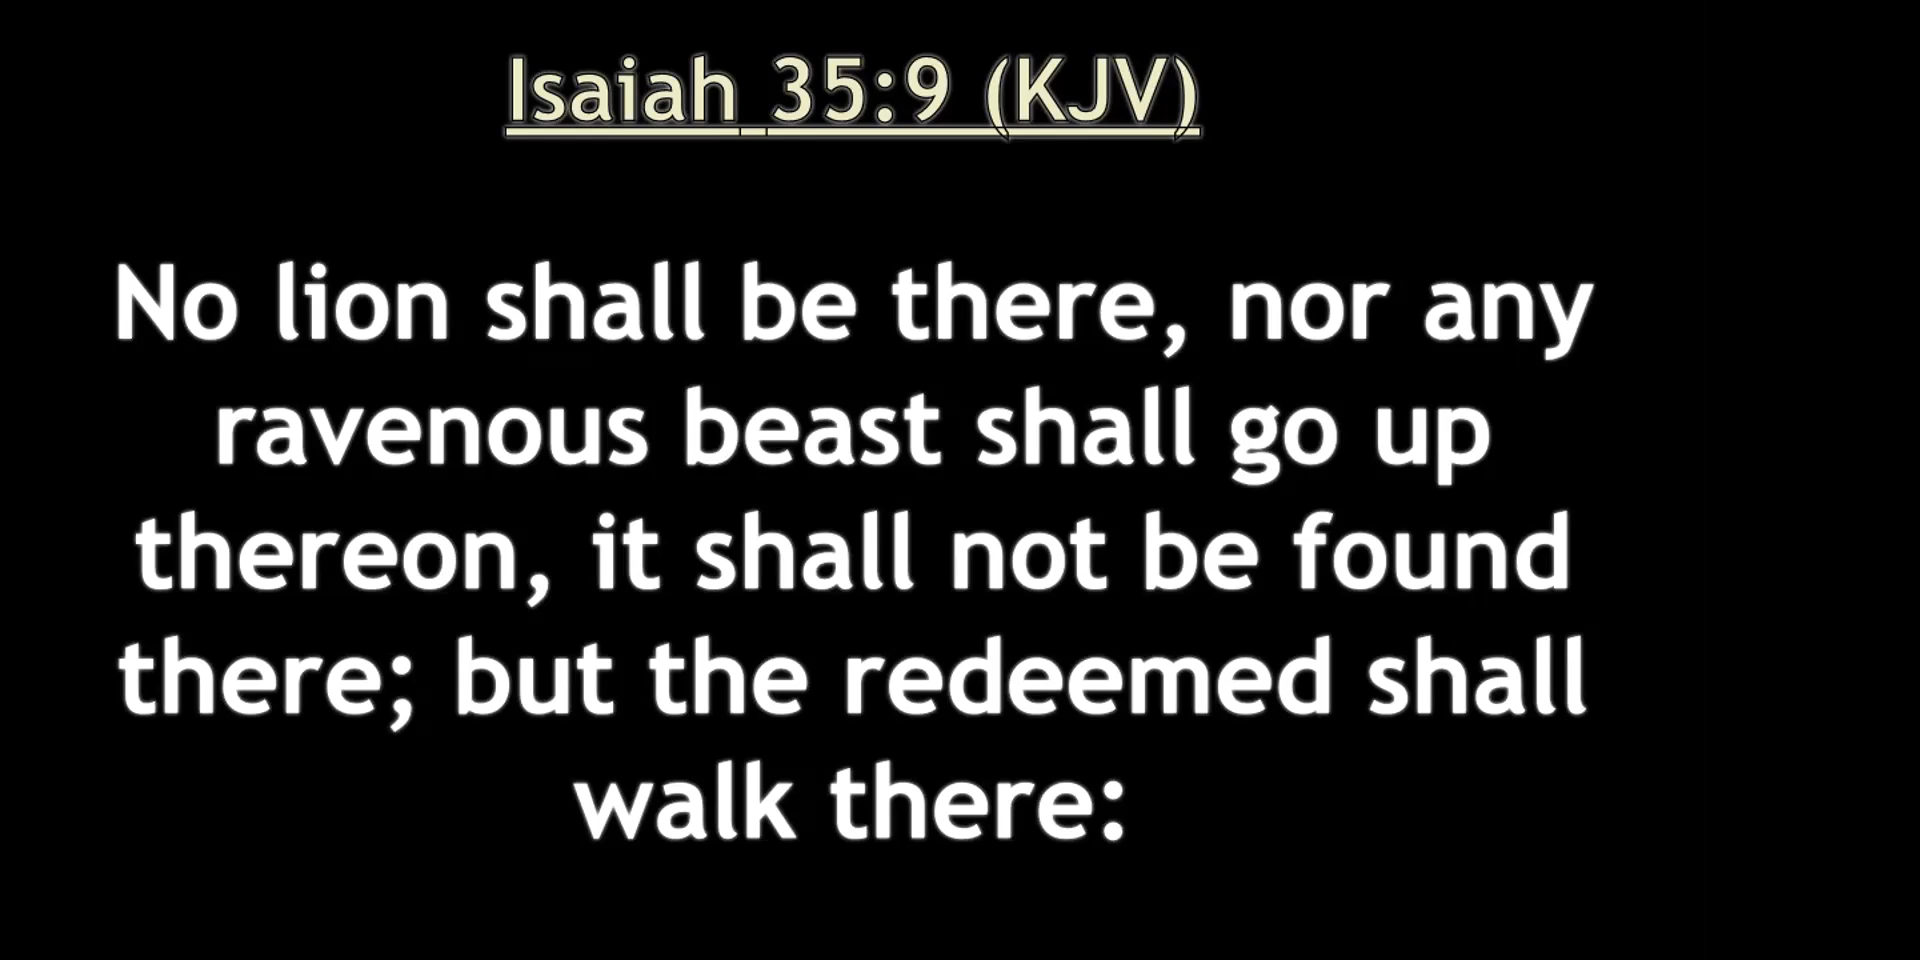 Isaiah 35:9 (KJV)
No lion shall be there, nor any
ravenous beast shall go up
thereon, it shall not be found
there; but the redeemed shall
walk there: